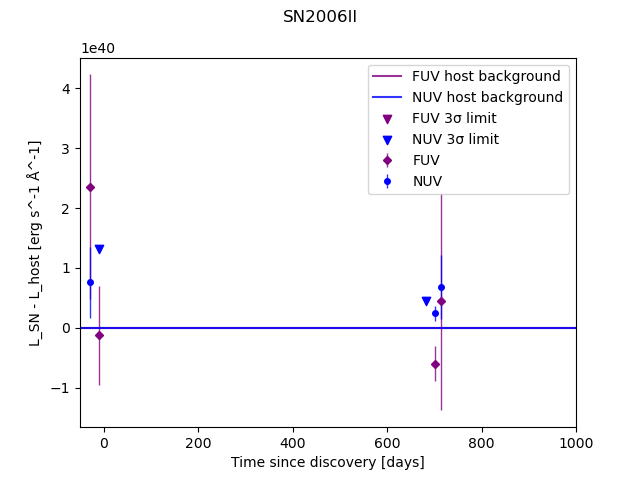 SN2006ll
1e40
4
3
2
1
0
−1
0
200
400
600
800
1000
L_SN - L_host [erg s^-1 Å^-1]
Time since discovery [days]
FUV host background
NUV host background
FUV 3σ limit
NUV 3σ limit
FUV
NUV